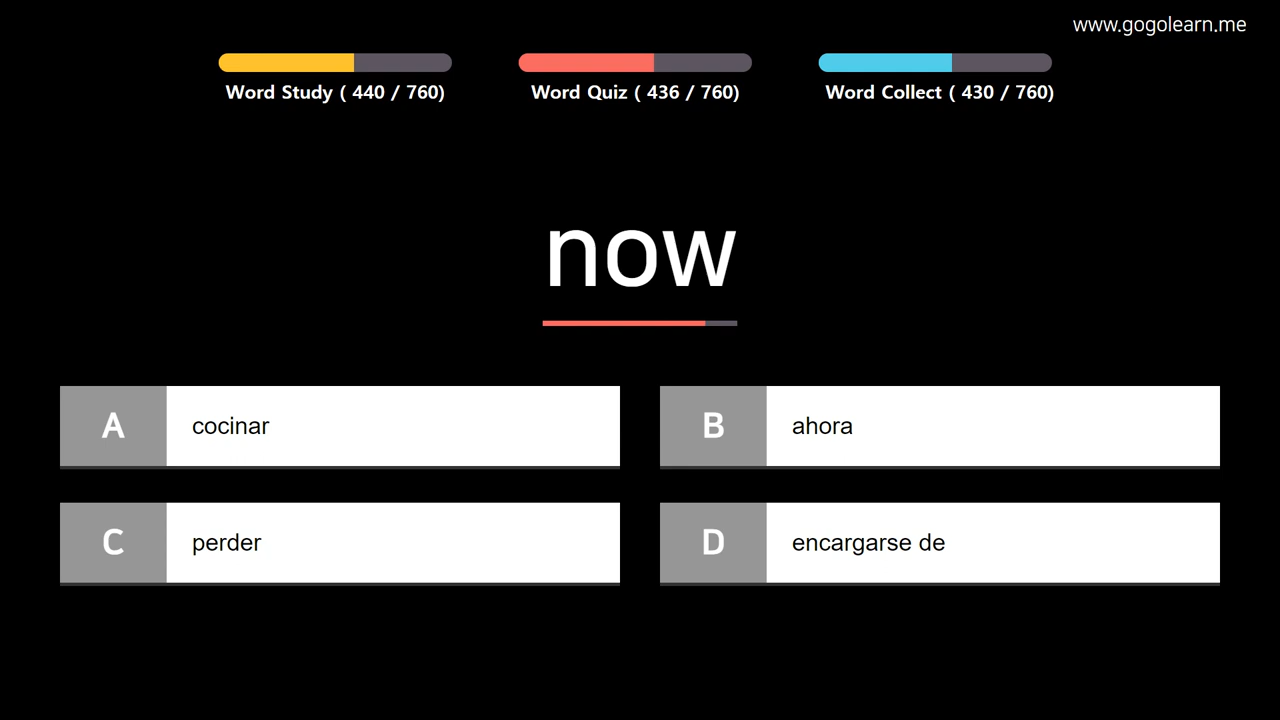 www.gogolearn.me
Word Study ( 440 / 760)
Word Quiz ( 436 / 760)
Word Collect ( 430 / 760)
now
A cocinar
B ahora
C perder
D encargarse de